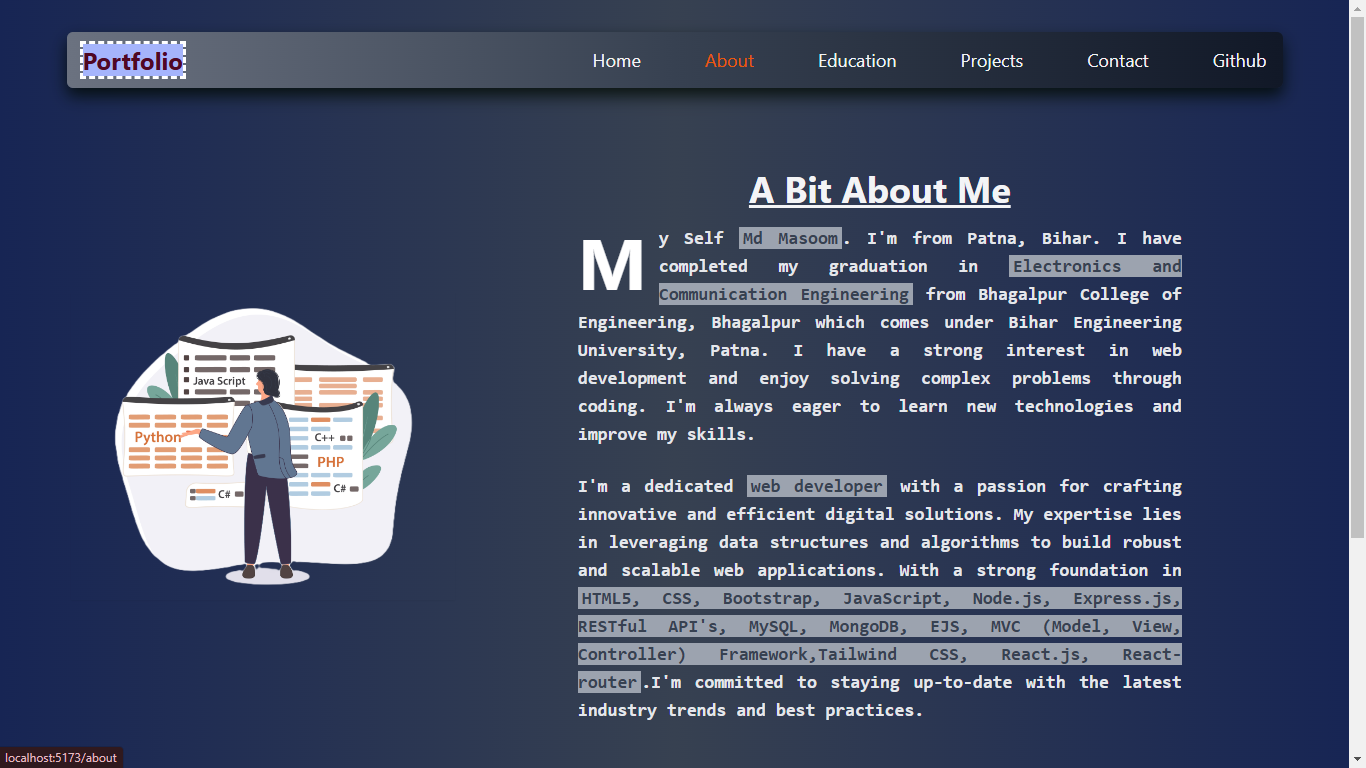 Portfolio
Home About Education Projects Contact Github
A Bit About Me
My Self Md Masoom. I'm from Patna, Bihar. I have
completed my graduation in Electronics and
Communication Engineering from Bhagalpur College of
Engineering, Bhagalpur which comes under Bihar Engineering
University, Patna. I have a strong interest in web
development and enjoy solving complex problems through
coding. I'm always eager to learn new technologies and
improve my skills.
I'm a dedicated web developer with a passion for crafting
innovative and efficient digital solutions. My expertise lies
in leveraging data structures and algorithms to build robust
and scalable web applications. With a strong foundation in
HTML5, CSS, Bootstrap, JavaScript, Node.js, Express.js,
RESTful API's, MySQL, MongoDB, EJS, MVC (Model, View,
Controller) Framework,Tailwind CSS, React.js, React-
router.I'm committed to staying up-to-date with the latest
industry trends and best practices.
Java Script
Python
C++
PHP
C#
C#
localhost:5173/about